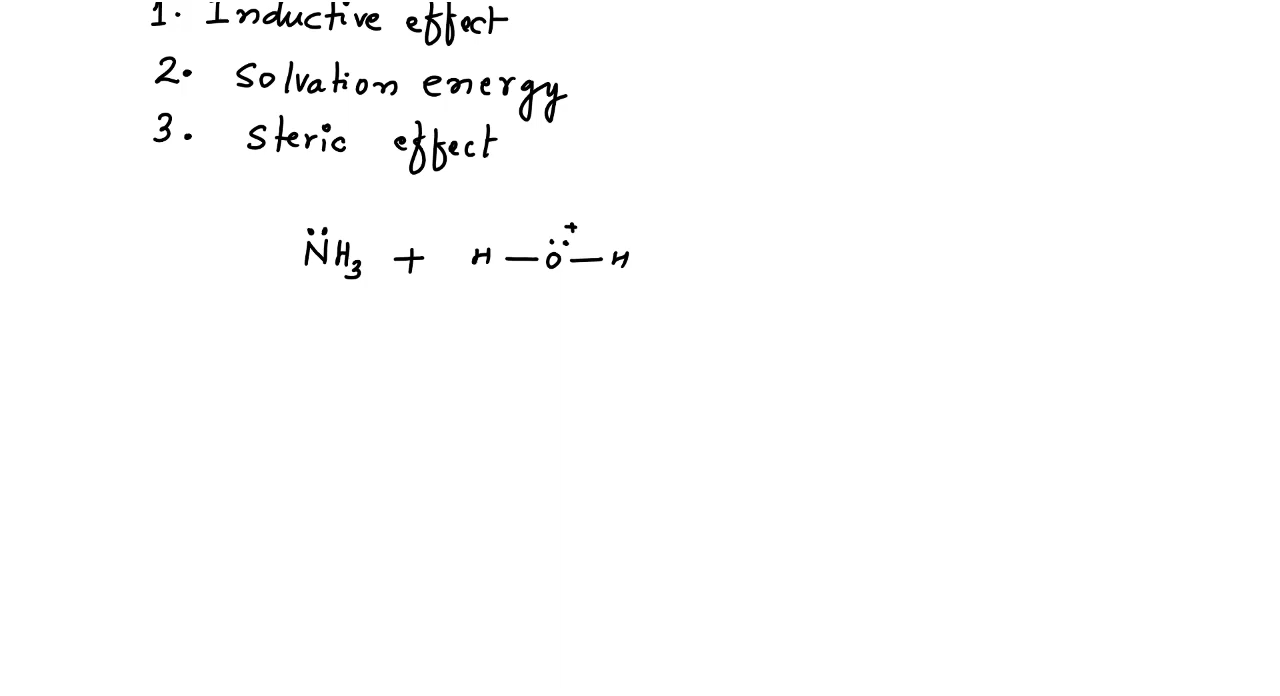 1. Inductive effect
2. Solvation energy
3. Steric effect
N̈H₃ + H — Ö⁺ — H